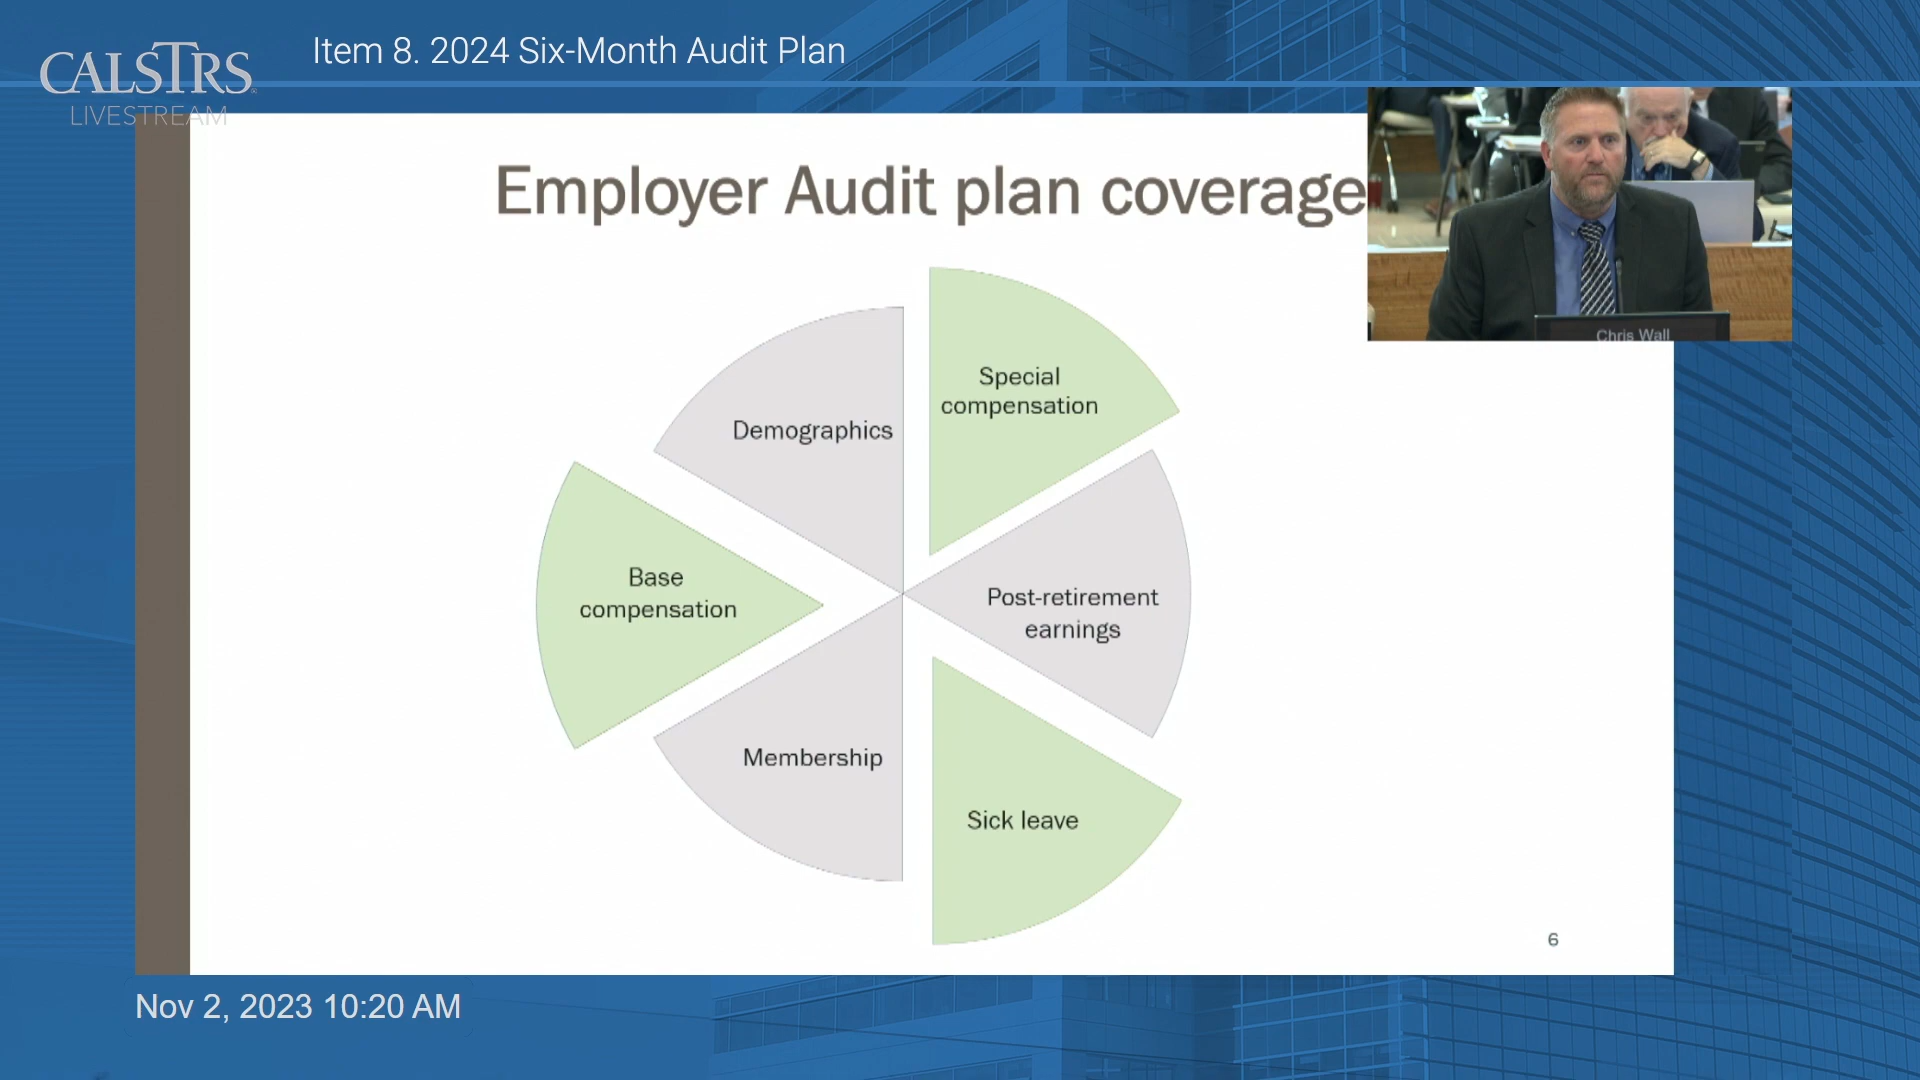 CALSTRS
LIVESTREAM
Item 8. 2024 Six-Month Audit Plan
Employer Audit plan coverage
Chris Wall
Special
compensation
Demographics
Base
compensation
Post-retirement
earnings
Membership
Sick leave
6
Nov 2, 2023 10:20 AM